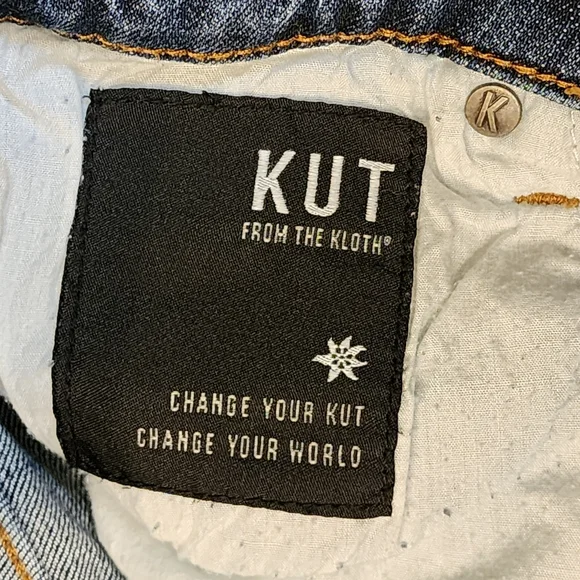 K
KUT
FROM THE KLOTH®
CHANGE YOUR KUT
CHANGE YOUR WORLD